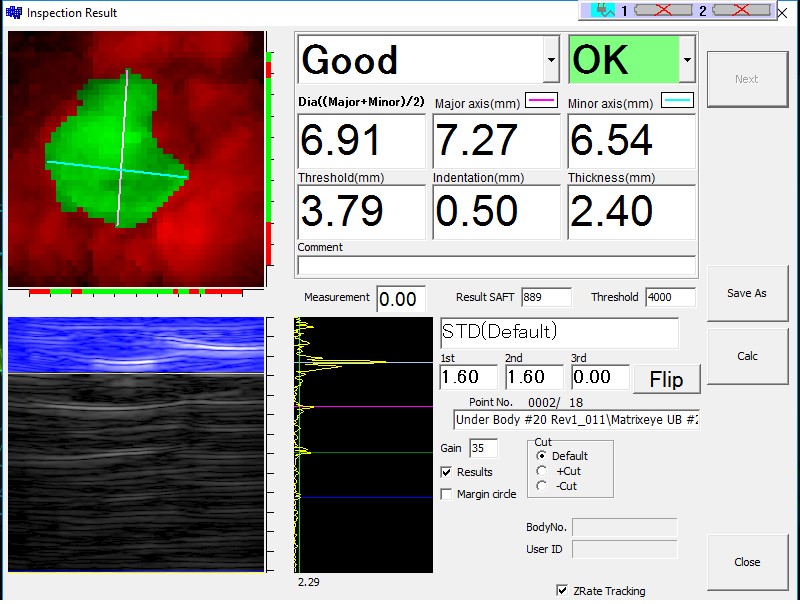 Inspection Result
1
2
Good
OK
Next
Dia((Major+Minor)/2)
Major axis(mm)
Minor axis(mm)
6.91
7.27
6.54
Threshold(mm)
Indentation(mm)
Thickness(mm)
3.79
0.50
2.40
Comment
Measurement
0.00
Result SAFT
889
Threshold
4000
Save As
STD(Default)
1st
2nd
3rd
1.60
1.60
0.00
Flip
Calc
Point No.
0002/ 18
Under Body #20 Rev1_011\Matrixeye UB #2
Gain
35
Cut
Default
+Cut
-Cut
Results
Margin circle
BodyNo.
User ID
Close
2.29
ZRate Tracking